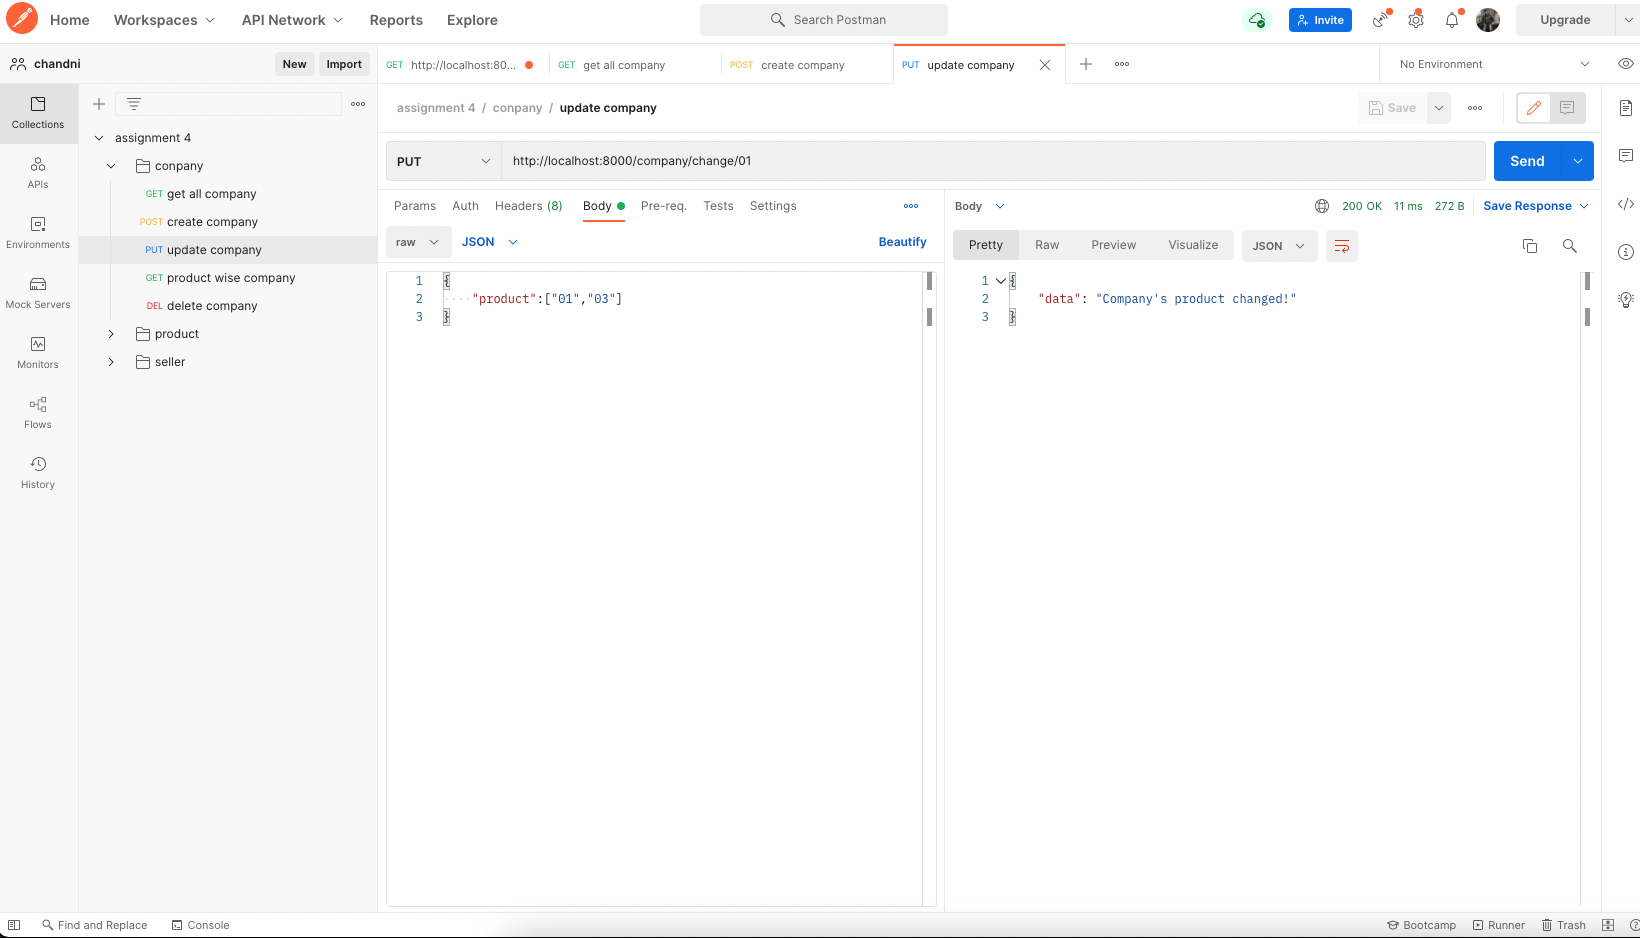 Home Workspaces API Network Reports Explore Search Postman Invite Upgrade
chandni New Import GET http://localhost:80... GET get all company POST create company PUT update company No Environment
Collections
APIs
Environments
Mock Servers
Monitors
Flows
History
assignment 4
conpany
GET get all company
POST create company
PUT update company
GET product wise company
DEL delete company
product
seller
assignment 4 / conpany / update company Save
PUT http://localhost:8000/company/change/01 Send
Params Auth Headers (8) Body Pre-req. Tests Settings
raw JSON Beautify
1 {
2 "product":["01","03"]
3 }
Body 200 OK 11 ms 272 B Save Response
Pretty Raw Preview Visualize JSON
1 {
2 "data": "Company's product changed!"
3 }
Find and Replace Console Bootcamp Runner Trash